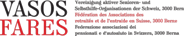 VASOS
FARES
Vereinigung aktiver Senioren- und
Selbsthilfe-Organisationen der Schweiz, 3000 Bern
Fédération des Associations des
retraités et de l'entraide en Suisse, 3000 Berne
Federazione associazioni dei
pensionati e d'autoaiuto in Svizzera, 3000 Berna